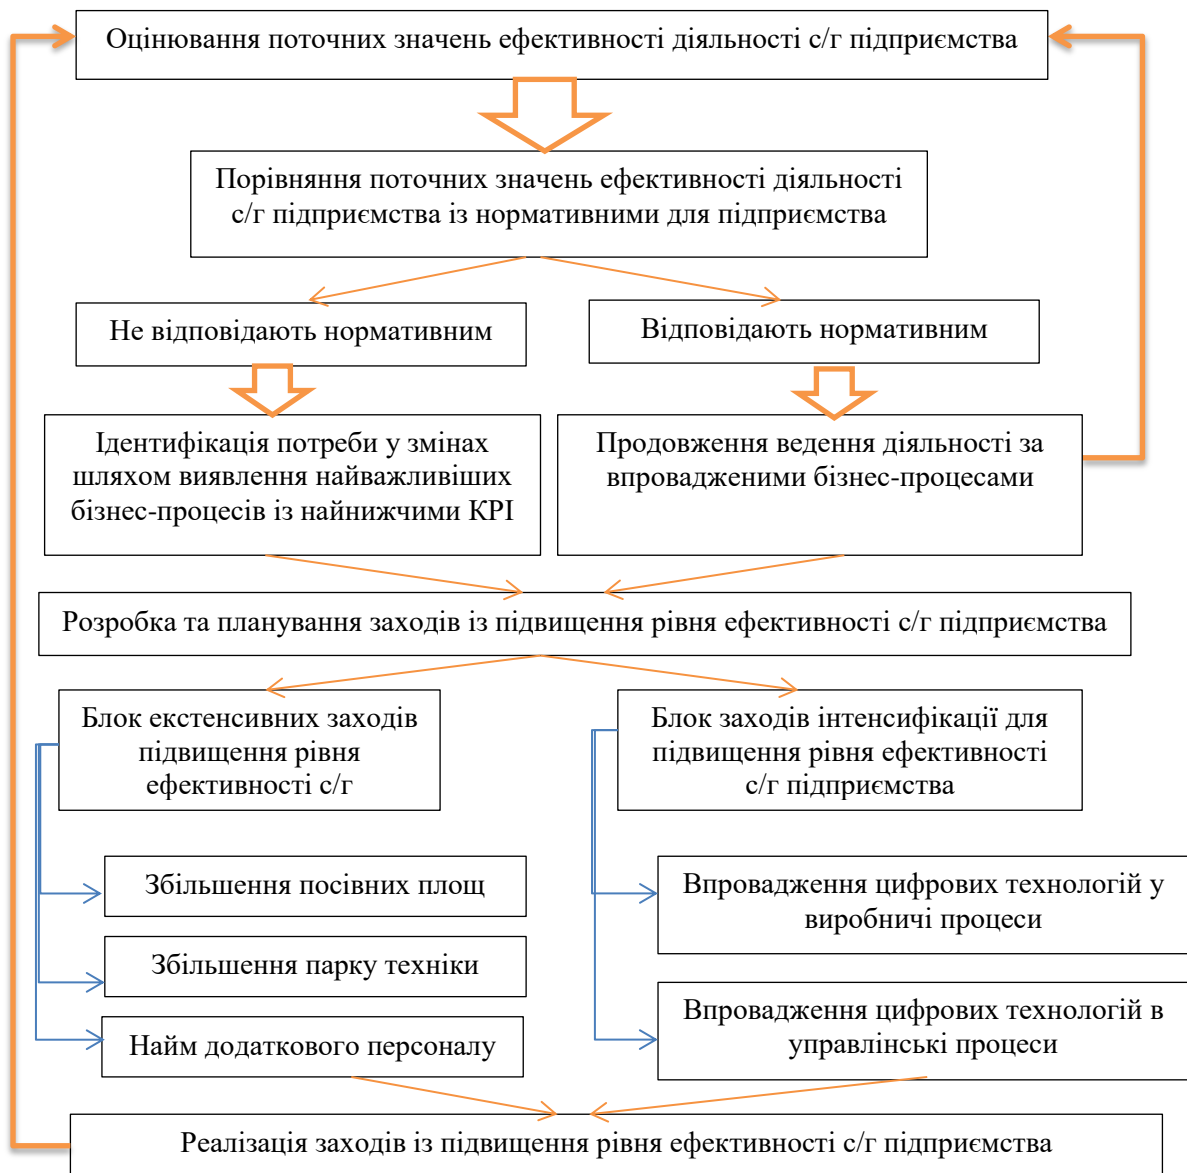 Оцінювання поточних значень ефективності діяльності с/г підприємства
Порівняння поточних значень ефективності діяльності
с/г підприємства із нормативними для підприємства
Не відповідають нормативним
Відповідають нормативним
Ідентифікація потреби у змінах
шляхом виявлення найважливіших
бізнес-процесів із найнижчими КРІ
Продовження ведення діяльності за
впровадженими бізнес-процесами
Розробка та планування заходів із підвищення рівня ефективності с/г підприємства
Блок екстенсивних заходів
підвищення рівня
ефективності с/г
Блок заходів інтенсифікації для
підвищення рівня ефективності
с/г підприємства
Збільшення посівних площ
Збільшення парку техніки
Найм додаткового персоналу
Впровадження цифрових технологій у
виробничі процеси
Впровадження цифрових технологій в
управлінські процеси
Реалізація заходів із підвищення рівня ефективності с/г підприємства